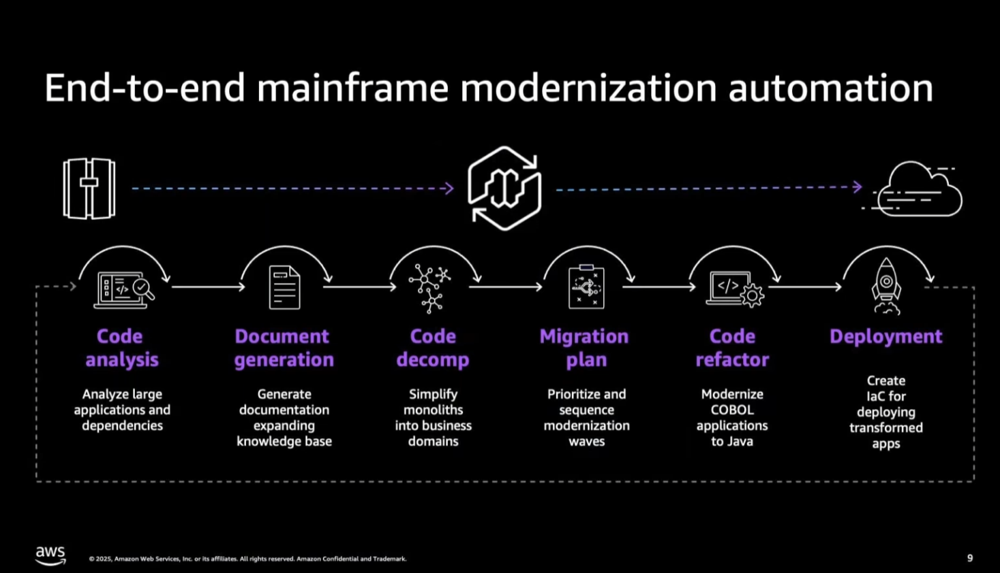 End-to-end mainframe modernization automation
Code
analysis
Analyze large
applications and
dependencies
Document
generation
Generate
documentation
expanding
knowledge base
Code
decomp
Simplify
monoliths
into business
domains
Migration
plan
Prioritize and
sequence
modernization
waves
Code
refactor
Modernize
COBOL
applications
to Java
Deployment
Create
IaC for
deploying
transformed
apps
aws
© 2025, Amazon Web Services, Inc. or its affiliates. All rights reserved. Amazon Confidential and Trademark.
9